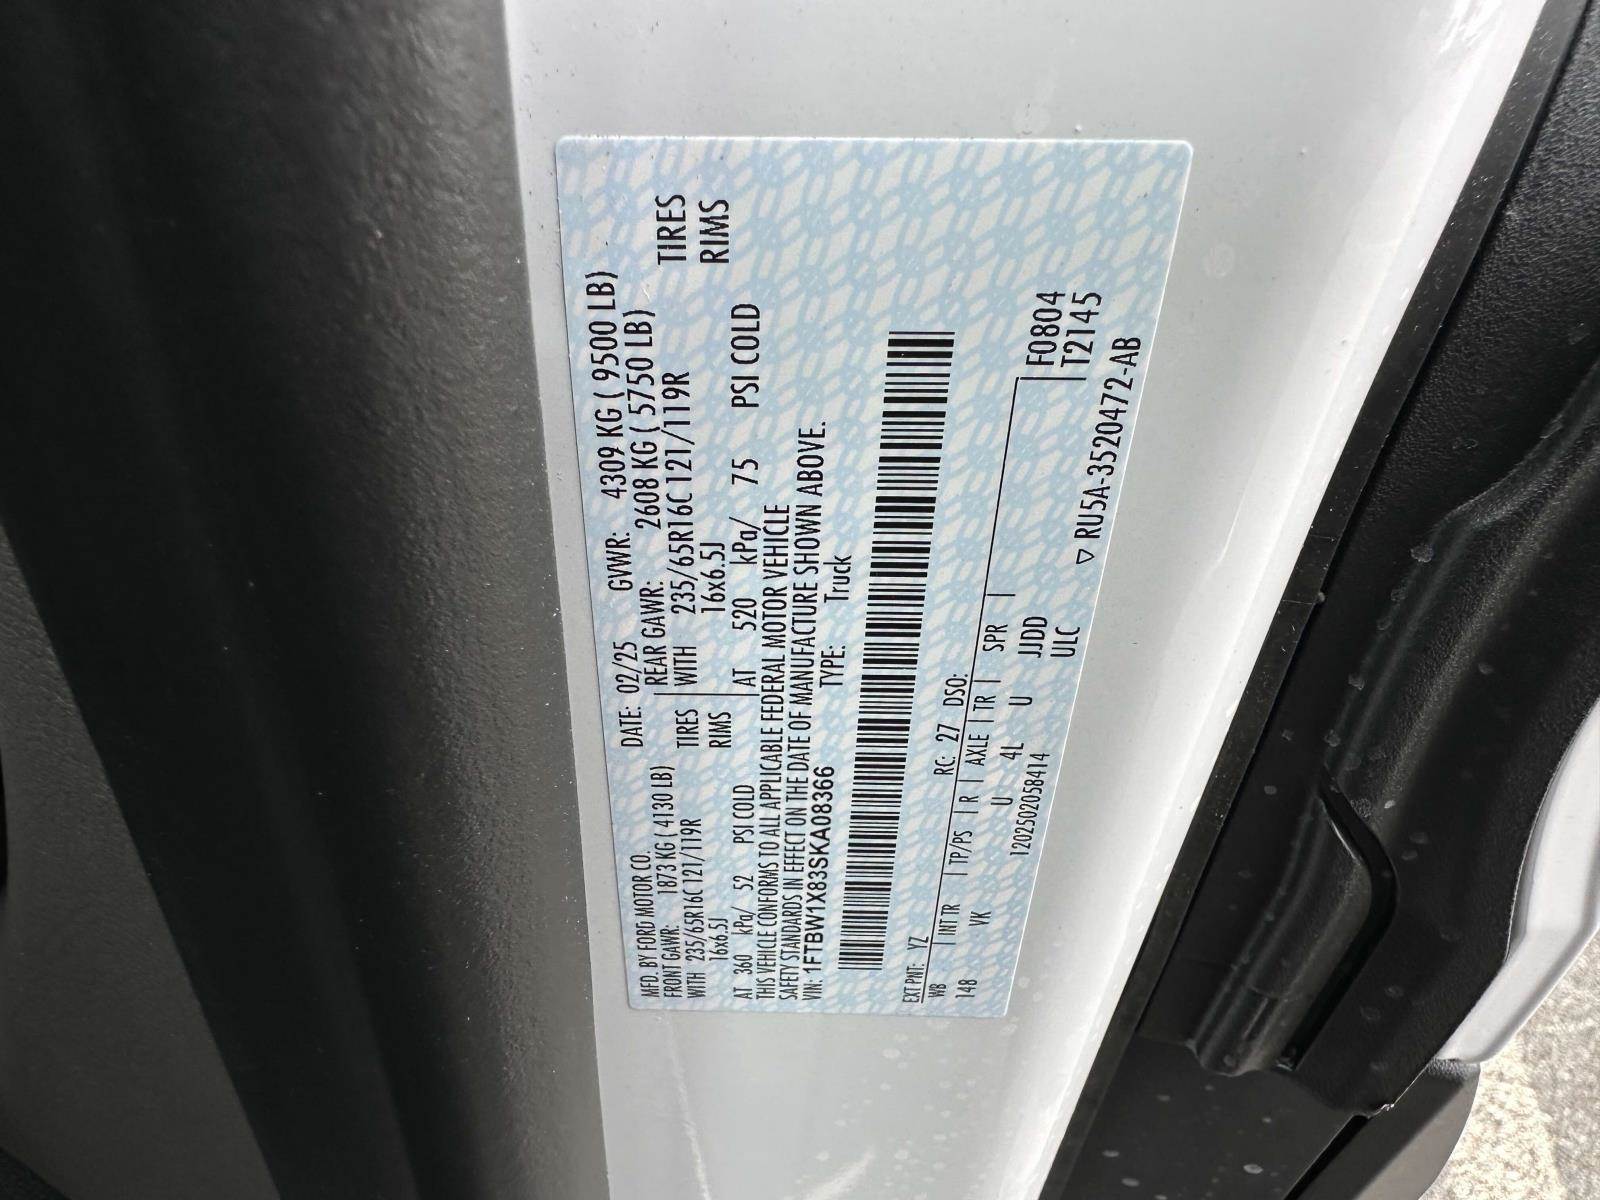 MFD. BY FORD MOTOR CO.
DATE: 02/25 GVWR: 4309 KG ( 9500 LB)
FRONT GAWR: 1873 KG ( 4130 LB) REAR GAWR: 2608 KG ( 5750 LB)
WITH 235/65R16C 121/119R TIRES WITH 235/65R16C 121/119R TIRES
16x6.5J RIMS 16x6.5J RIMS
AT 360 kPa/ 52 PSI COLD AT 520 kPa/ 75 PSI COLD
THIS VEHICLE CONFORMS TO ALL APPLICABLE FEDERAL MOTOR VEHICLE
SAFETY STANDARDS IN EFFECT ON THE DATE OF MANUFACTURE SHOWN ABOVE.
VIN: 1FTBW1X83SKA08366 TYPE: Truck
EXT PNT: YZ RC: 27 DSO:
WB INT TR TP/PS R AXLE TR SPR F0804
148 VK U 4L U JJDD T2145
ULC
12025020584​14 ▽ RU5A-3520472-AB